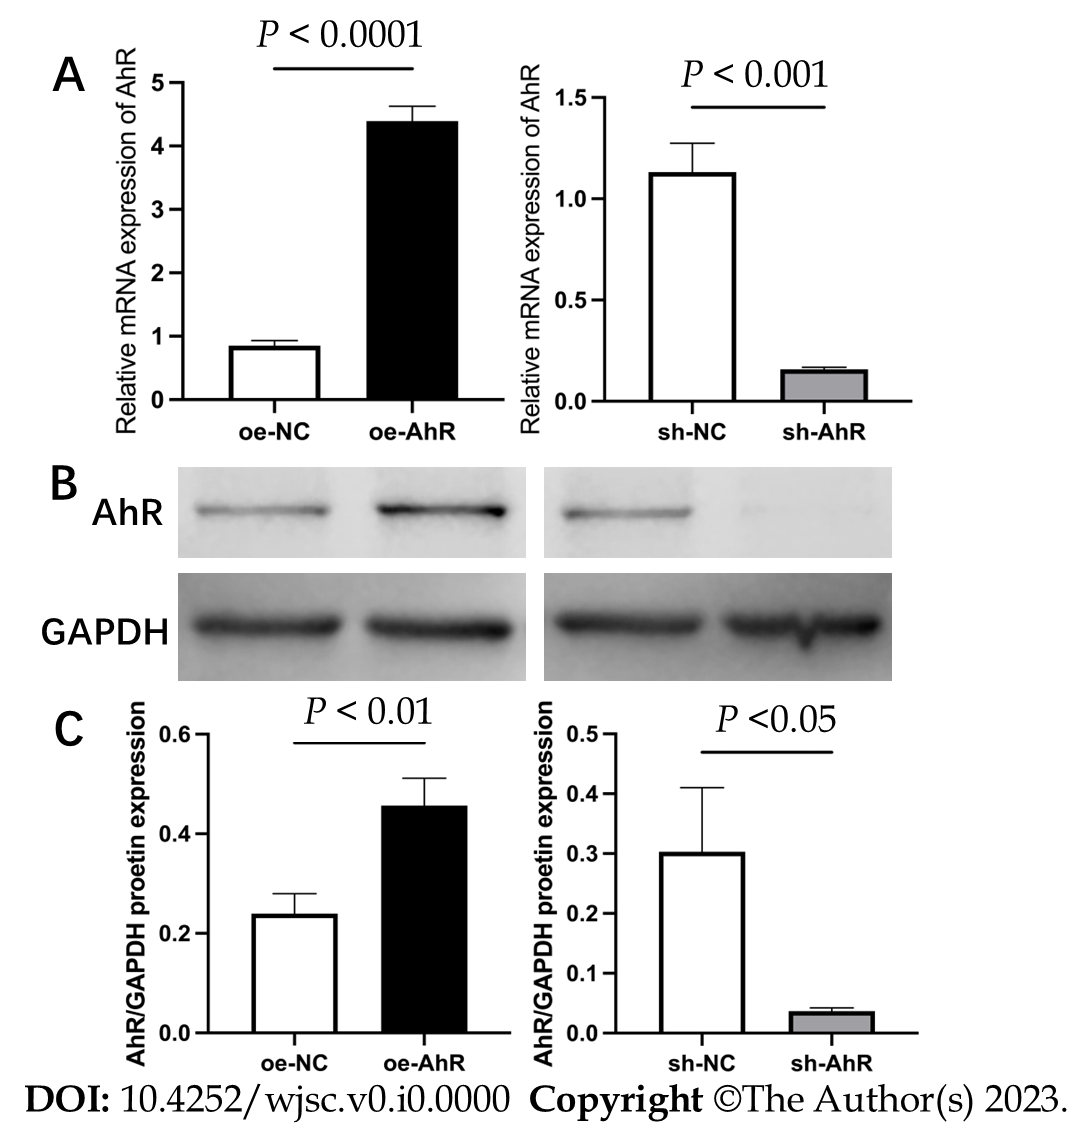 A
P < 0.0001
Relative mRNA expression of AhR
5
4
3
2
1
0
oe-NC oe-AhR
P < 0.001
Relative mRNA expression of AhR
1.5
1.0
0.5
0.0
sh-NC sh-AhR
B
AhR
GAPDH
C
P < 0.01
AhR/GAPDH proetin expression
0.6
0.4
0.2
0.0
oe-NC oe-AhR
P <0.05
AhR/GAPDH proetin expression
0.5
0.4
0.3
0.2
0.1
0.0
sh-NC sh-AhR
DOI: 10.4252/wjsc.v0.i0.0000 Copyright ©The Author(s) 2023.